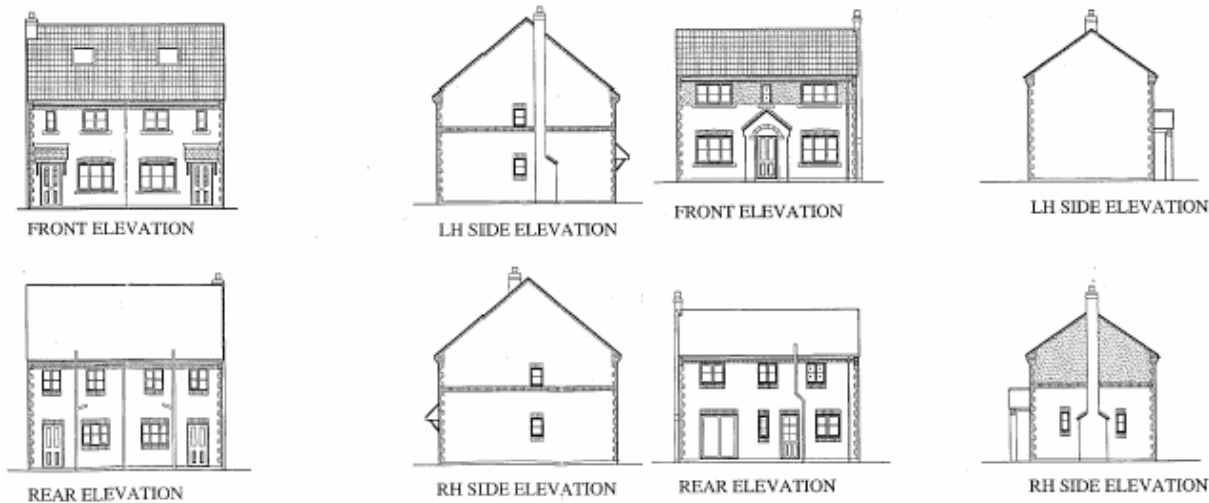 FRONT ELEVATION
LH SIDE ELEVATION
FRONT ELEVATION
LH SIDE ELEVATION
REAR ELEVATION
RH SIDE ELEVATION
REAR ELEVATION
RH SIDE ELEVATION